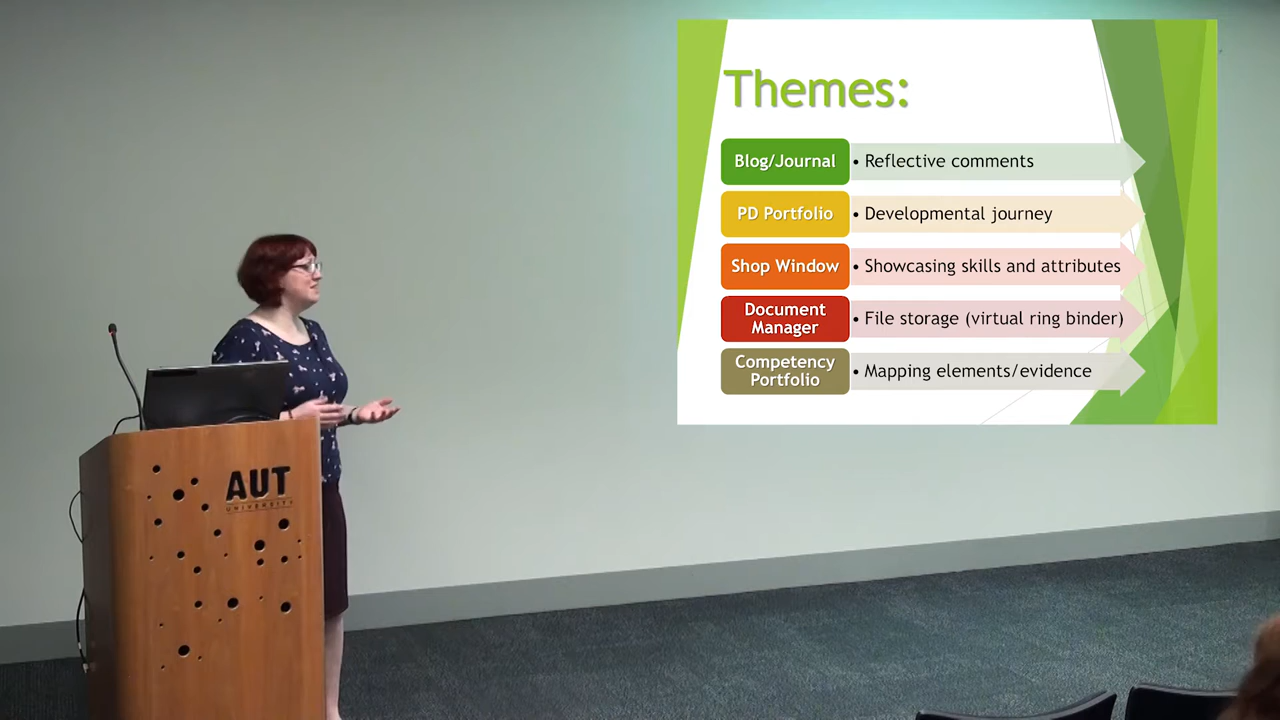 Themes:
Blog/Journal
• Reflective comments
PD Portfolio
• Developmental journey
Shop Window
• Showcasing skills and attributes
Document
Manager
• File storage (virtual ring binder)
Competency
Portfolio
• Mapping elements/evidence
AUT
UNIVERSITY